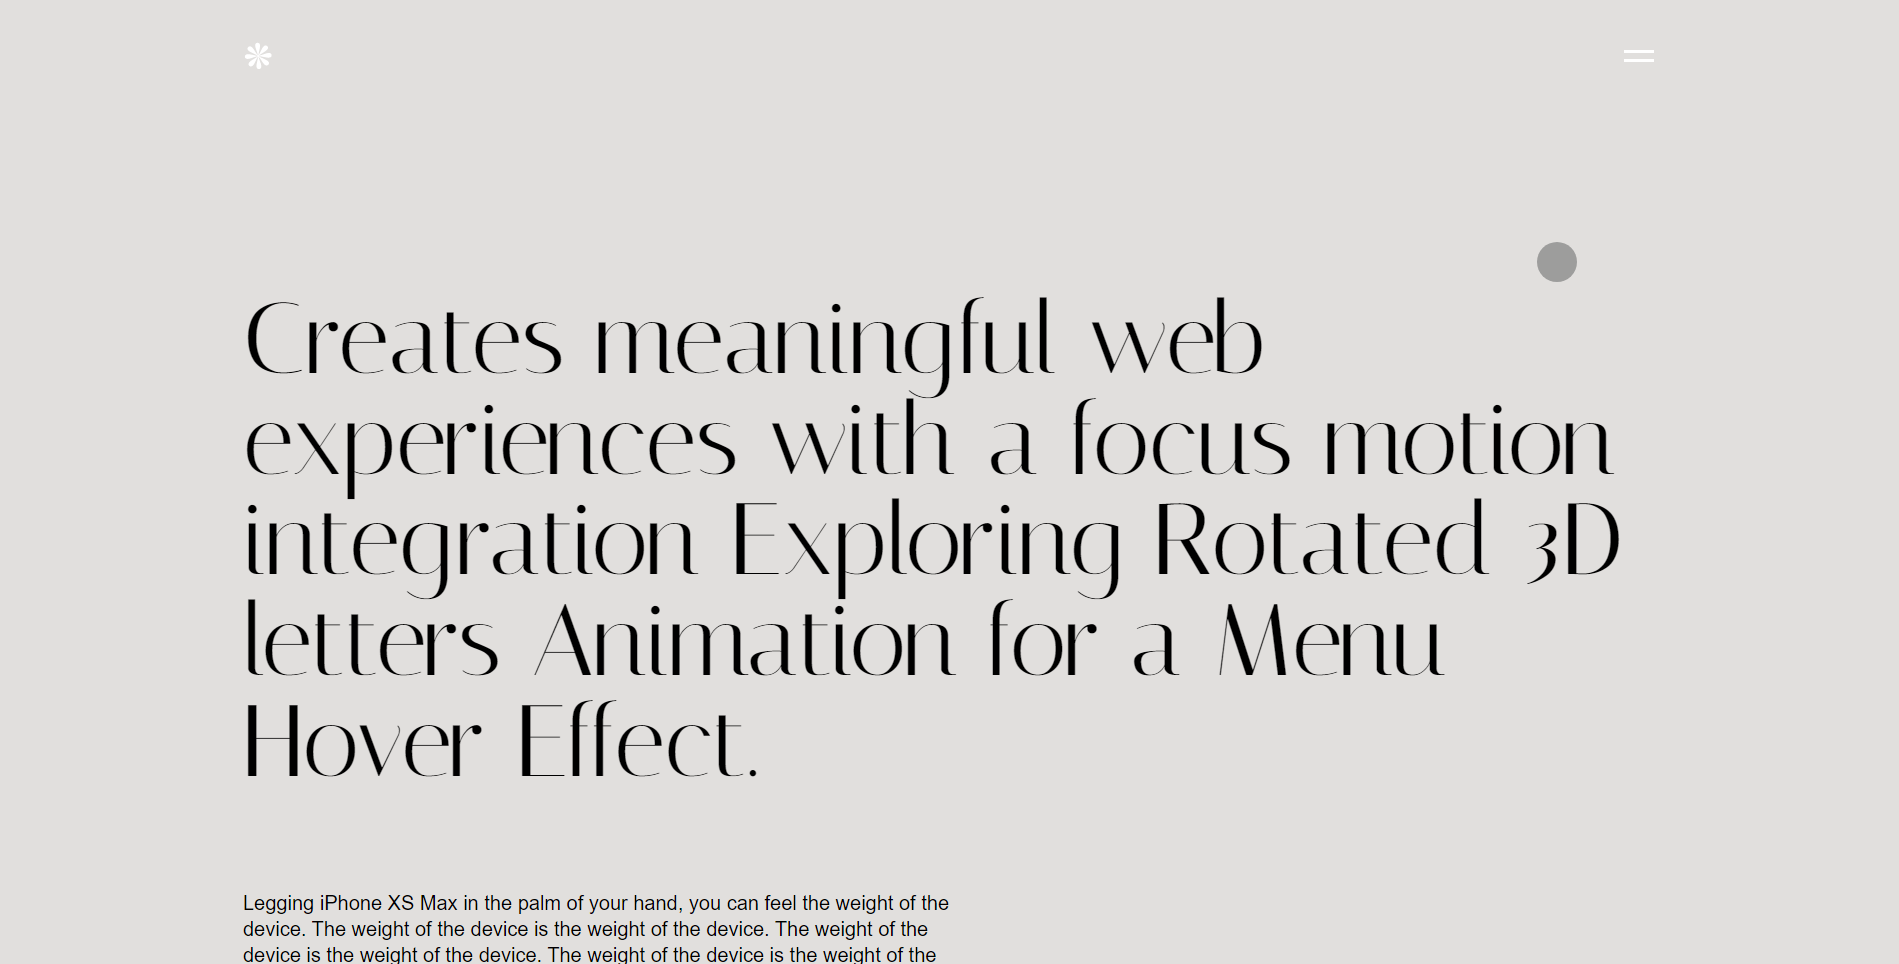 Creates meaningful web
experiences with a focus motion
integration Exploring Rotated 3D
letters Animation for a Menu
Hover Effect.
Legging iPhone XS Max in the palm of your hand, you can feel the weight of the
device. The weight of the device is the weight of the device. The weight of the
device is the weight of the device. The weight of the device is the weight of the